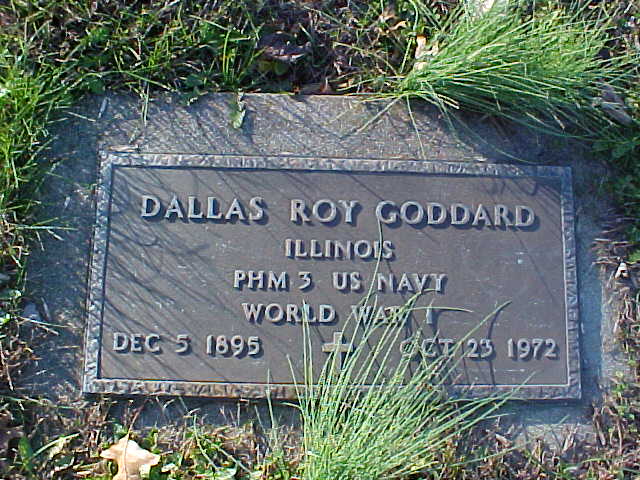 DALLAS ROY GODDARD
ILLINOIS
PHM 3 US NAVY
WORLD WAR I
DEC 5 1895 OCT 23 1972